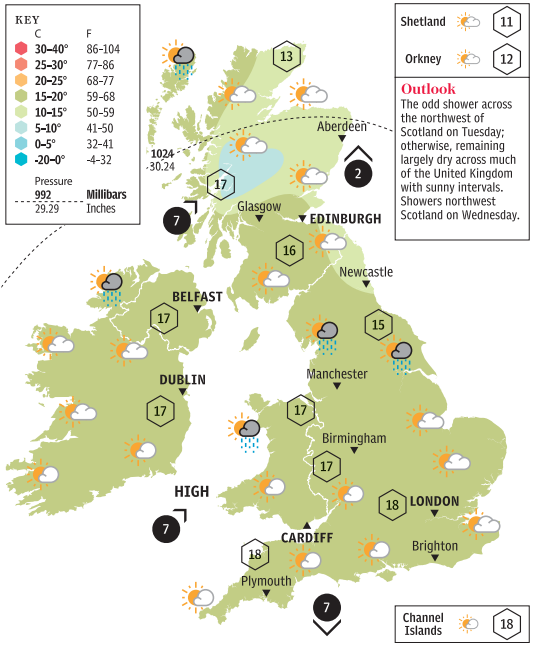 KEY
C F
30–40° 86-104
25–30° 77-86
20–25° 68-77
15–20° 59-68
10–15° 50-59
5–10° 41-50
0–5° 32-41
-20–0° -4-32
Pressure
992 Millibars
29.29 Inches
Shetland 11
Orkney 12
Outlook
The odd shower across
the northwest of
Scotland on Tuesday;
otherwise, remaining
largely dry across much
of the United Kingdom
with sunny intervals.
Showers northwest
Scotland on Wednesday.
13
1024
30.24
Aberdeen
2
17
7
Glasgow
EDINBURGH
16
Newcastle
BELFAST
17
15
Manchester
DUBLIN
17
17
Birmingham
17
HIGH
7
18
LONDON
CARDIFF
18
Brighton
Plymouth
7
Channel
Islands 18